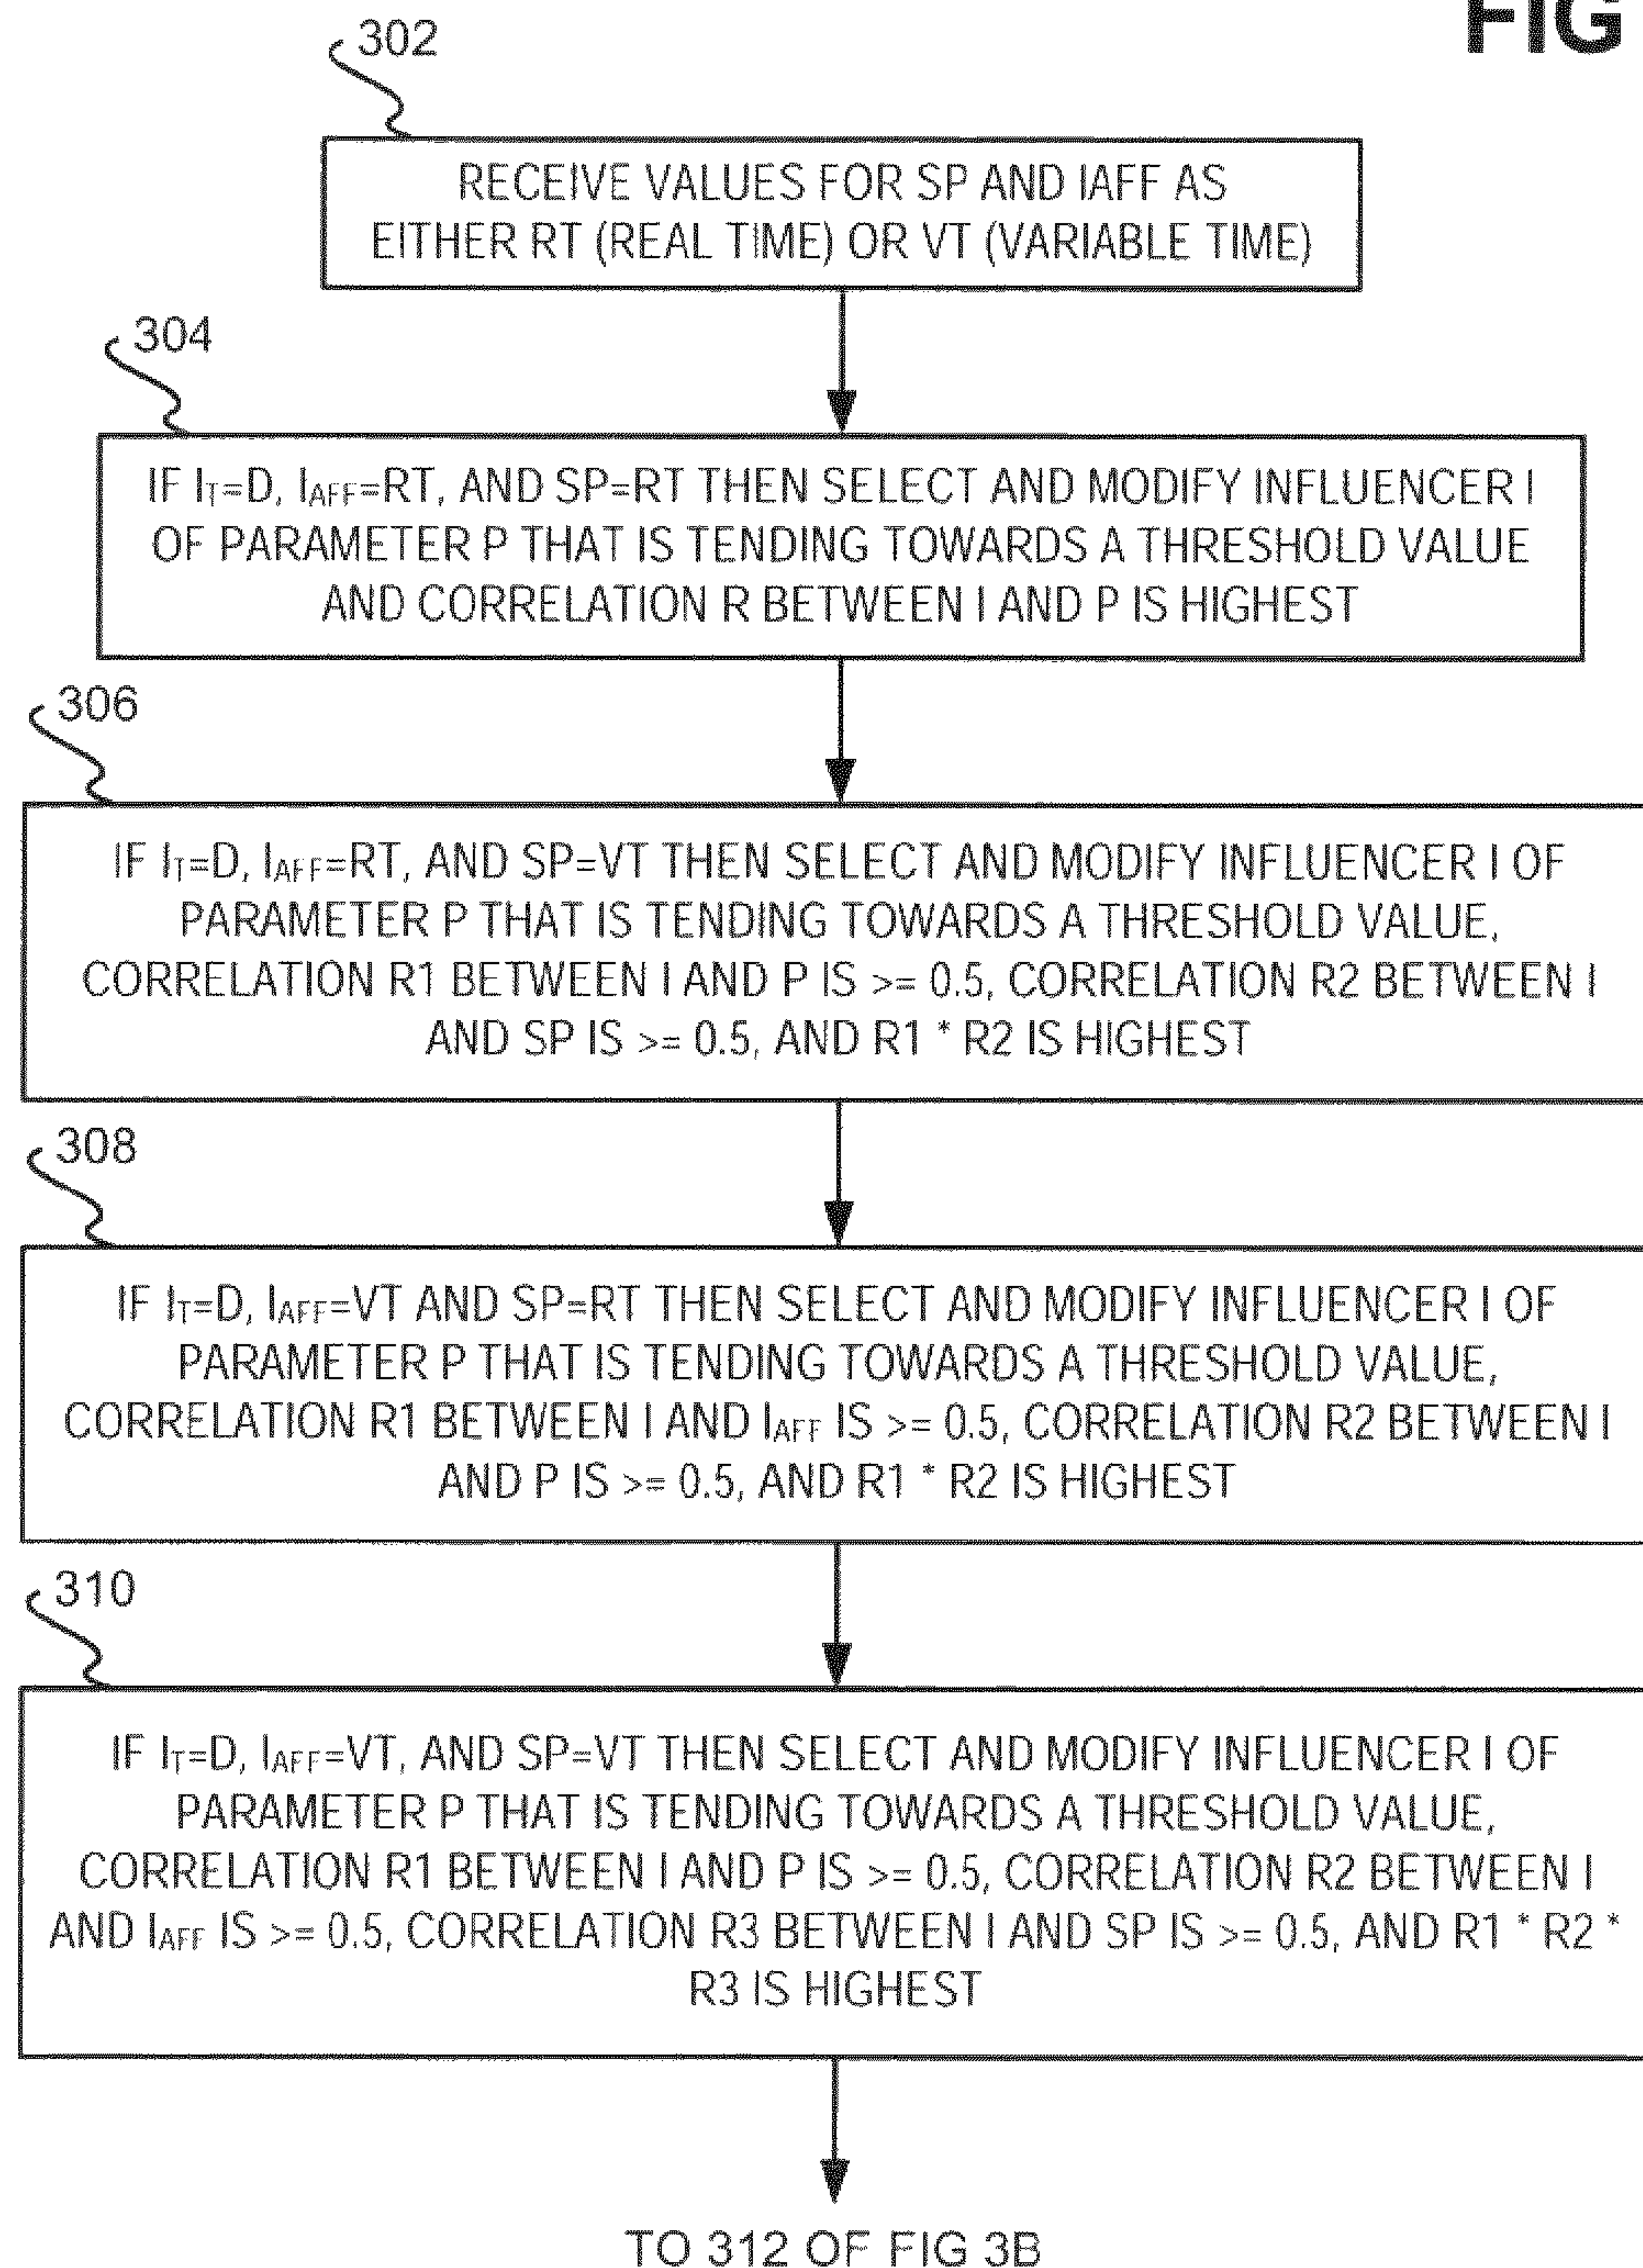 FIG
302
RECEIVE VALUES FOR SP AND IAFF AS
EITHER RT (REAL TIME) OR VT (VARIABLE TIME)
304
IF IT=D, IAFF=RT, AND SP=RT THEN SELECT AND MODIFY INFLUENCER I
OF PARAMETER P THAT IS TENDING TOWARDS A THRESHOLD VALUE
AND CORRELATION R BETWEEN I AND P IS HIGHEST
306
IF IT=D, IAFF=RT, AND SP=VT THEN SELECT AND MODIFY INFLUENCER I OF
PARAMETER P THAT IS TENDING TOWARDS A THRESHOLD VALUE,
CORRELATION R1 BETWEEN I AND P IS >= 0.5, CORRELATION R2 BETWEEN I
AND SP IS >= 0.5, AND R1 * R2 IS HIGHEST
308
IF IT=D, IAFF=VT AND SP=RT THEN SELECT AND MODIFY INFLUENCER I OF
PARAMETER P THAT IS TENDING TOWARDS A THRESHOLD VALUE,
CORRELATION R1 BETWEEN I AND IAFF IS >= 0.5, CORRELATION R2 BETWEEN I
AND P IS >= 0.5, AND R1 * R2 IS HIGHEST
310
IF IT=D, IAFF=VT, AND SP=VT THEN SELECT AND MODIFY INFLUENCER I OF
PARAMETER P THAT IS TENDING TOWARDS A THRESHOLD VALUE,
CORRELATION R1 BETWEEN I AND P IS >= 0.5, CORRELATION R2 BETWEEN I
AND IAFF IS >= 0.5, CORRELATION R3 BETWEEN I AND SP IS >= 0.5, AND R1 * R2 *
R3 IS HIGHEST
TO 312 OF FIG 3B